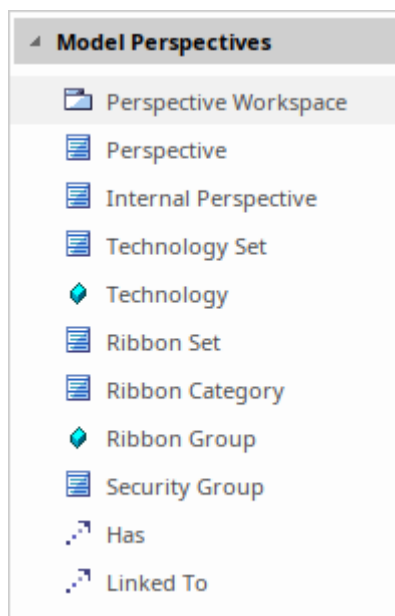 Model Perspectives
Perspective Workspace
Perspective
Internal Perspective
Technology Set
Technology
Ribbon Set
Ribbon Category
Ribbon Group
Security Group
Has
Linked To